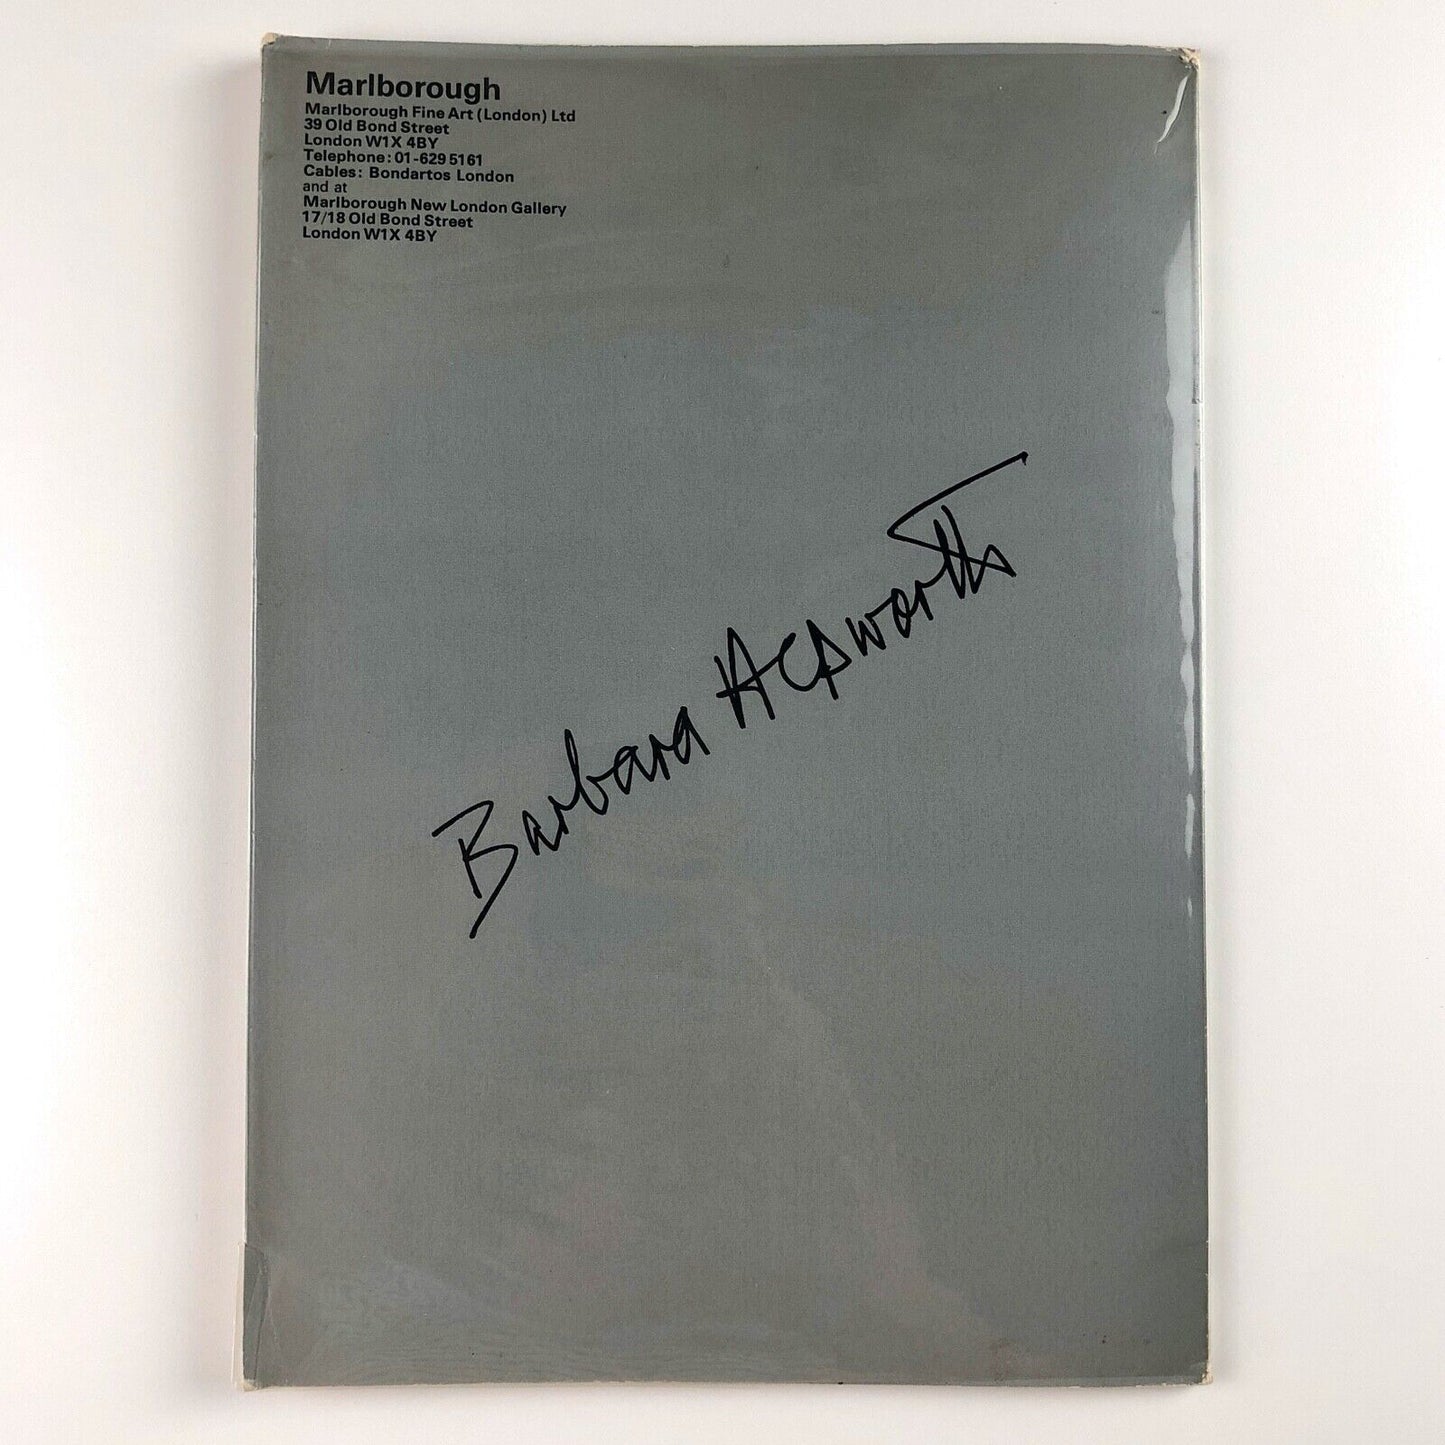 Marlborough
Marlborough Fine Art (London) Ltd
39 Old Bond Street
London W1X 4BY
Telephone: 01-629 5161
Cables: Bondartos London
and at
Marlborough New London Gallery
17/18 Old Bond Street
London W1X 4BY
Barbara Hepworth